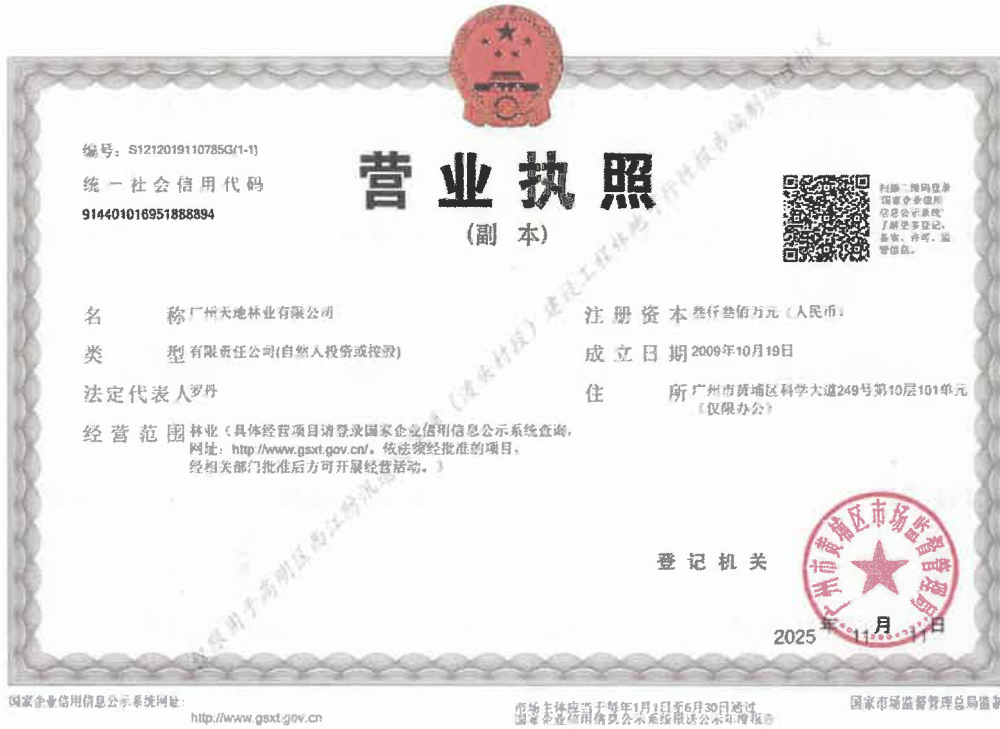 编号：S1212019110785G(1-1)
统一社会信用代码
914401016951888894
营业执照
(副 本)
扫描二维码登录
"国家企业信用
信息公示系统"
了解更多登记、
备案、许可、监
管信息。
名 称 广州天地林业有限公司
注册资本 叁仟叁佰万元（人民币）
类 型 有限责任公司(自然人投资或控股)
成立日期 2009年10月19日
法定代表人 罗丹
住 所 广州市黄埔区科学大道249号第10层101单元
（仅限办公）
经营范围 林业（具体经营项目请登录国家企业信用信息公示系统查询，
网址：http://www.gsxt.gov.cn/。依法须经批准的项目，
经相关部门批准后方可开展经营活动。）
登记机关
广州市黄埔区市场监督管理局
2025 年 11 月 11 日
国家企业信用信息公示系统网址：
http://www.gsxt.gov.cn
市场主体应当于每年1月1日至6月30日通过
国家企业信用信息公示系统报送公示年度报告
国家市场监督管理总局监制